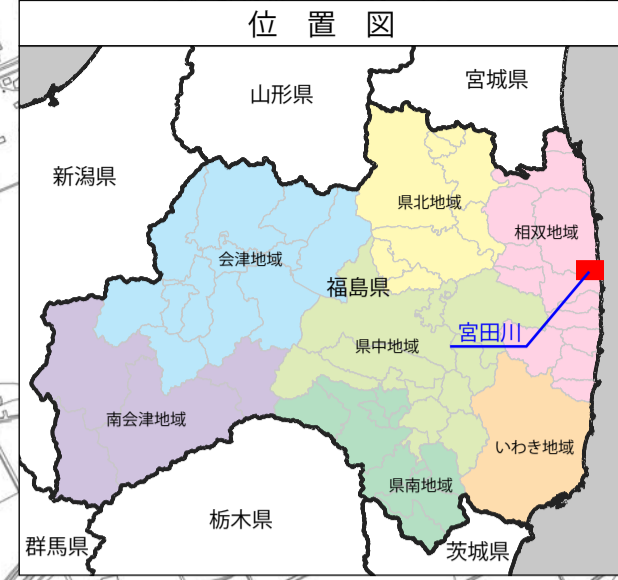 位置図
宮城県
山形県
新潟県
県北地域
相双地域
会津地域
福島県
宮田川
県中地域
南会津地域
いわき地域
県南地域
栃木県
群馬県
茨城県